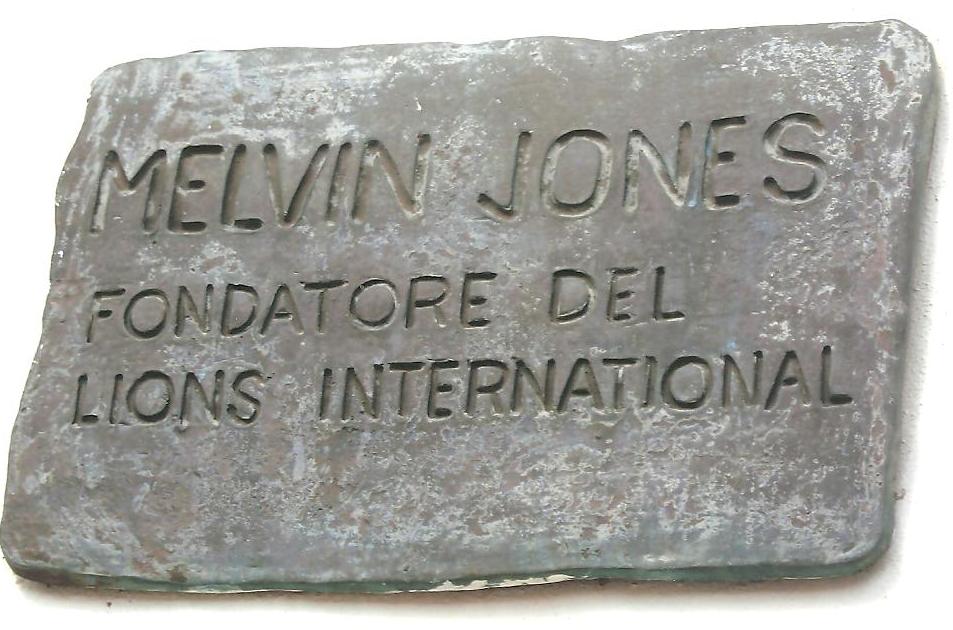 MELVIN JONES
FONDATORE DEL
LIONS INTERNATIONAL